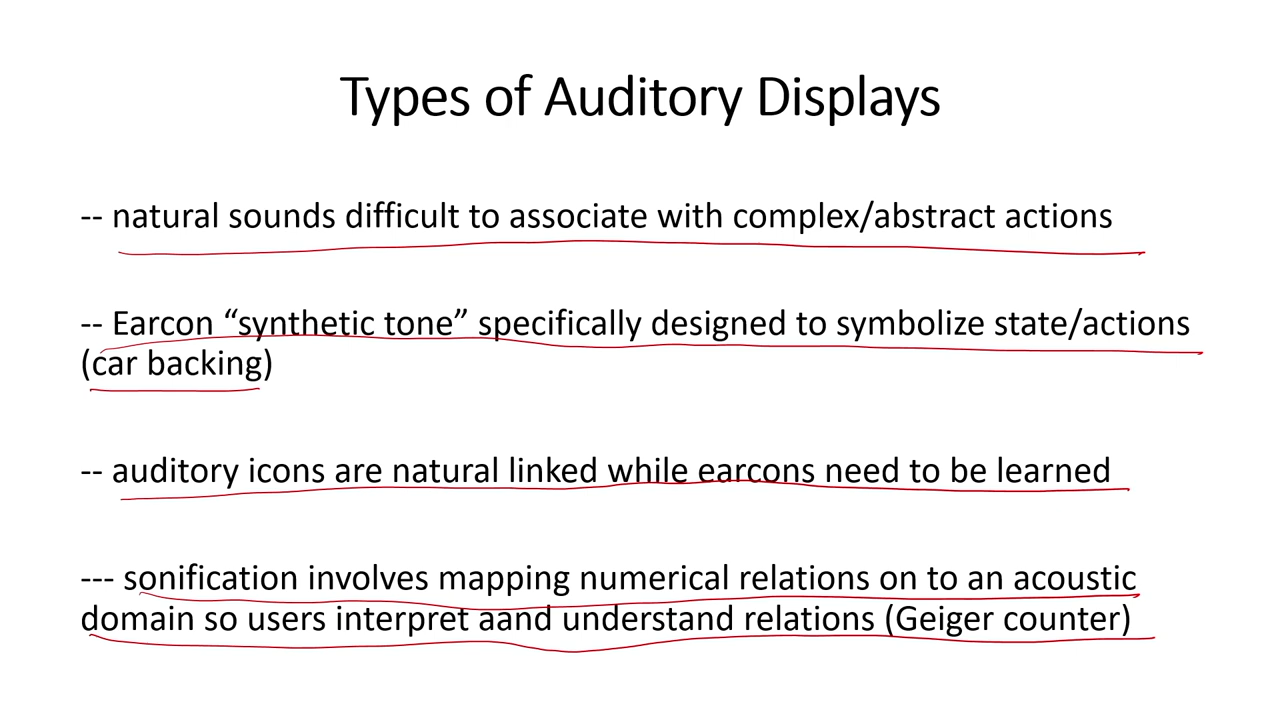 Types of Auditory Displays
-- natural sounds difficult to associate with complex/abstract actions
-- Earcon “synthetic tone” specifically designed to symbolize state/actions
(car backing)
-- auditory icons are natural linked while earcons need to be learned
--- sonification involves mapping numerical relations on to an acoustic
domain so users interpret aand understand relations (Geiger counter)